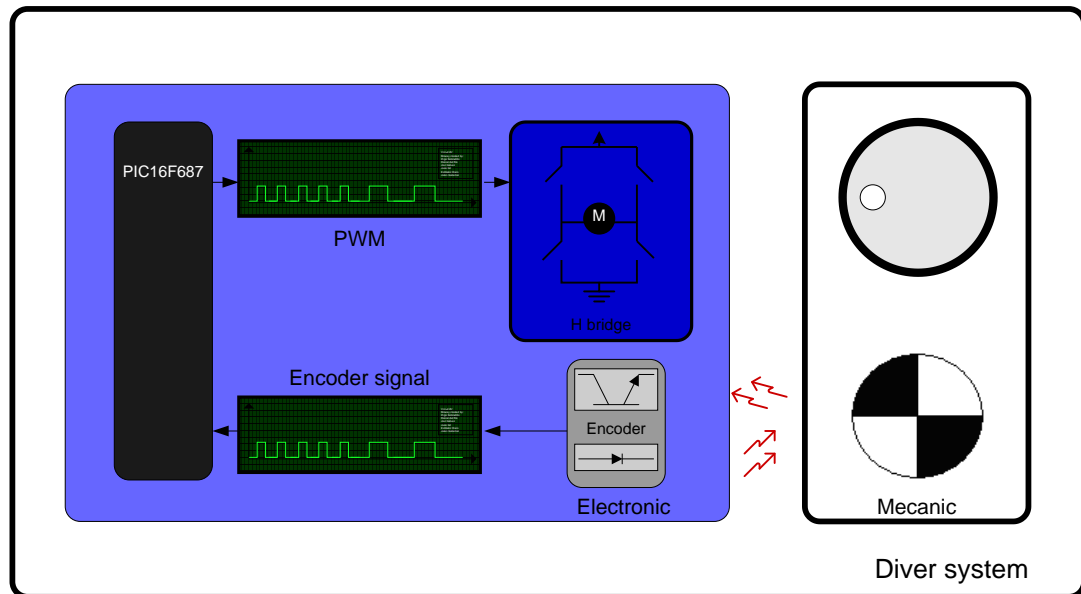 PIC16F687
PWM
M
H bridge
Encoder signal
Encoder
Electronic
Mecanic
Diver system